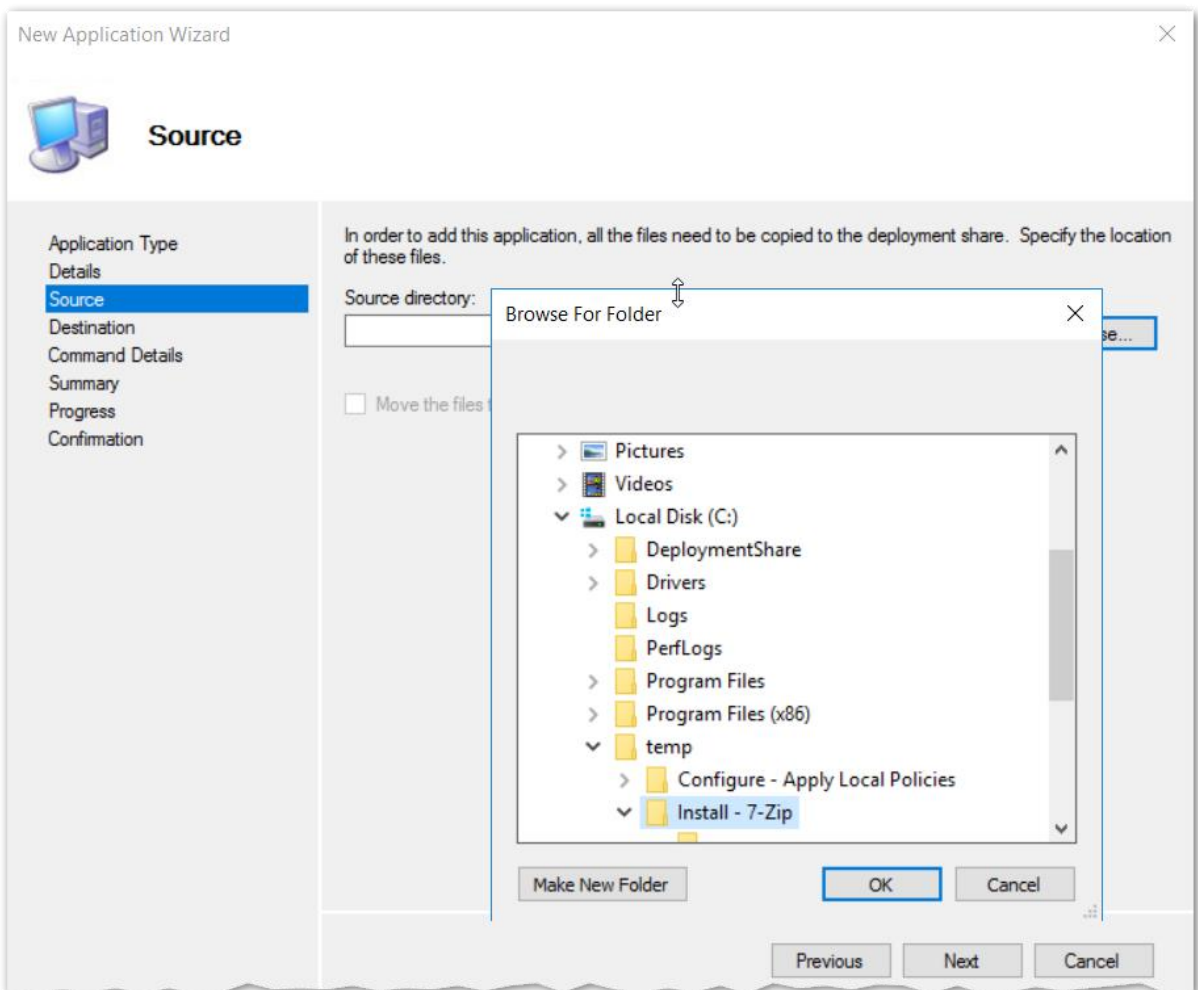 New Application Wizard
Source
Application Type
Details
Source
Destination
Command Details
Summary
Progress
Confirmation
In order to add this application, all the files need to be copied to the deployment share. Specify the location
of these files.
Source directory:
se...
Move the files
Browse For Folder
Pictures
Videos
Local Disk (C:)
DeploymentShare
Drivers
Logs
PerfLogs
Program Files
Program Files (x86)
temp
Configure - Apply Local Policies
Install - 7-Zip
Make New Folder
OK
Cancel
Previous
Next
Cancel